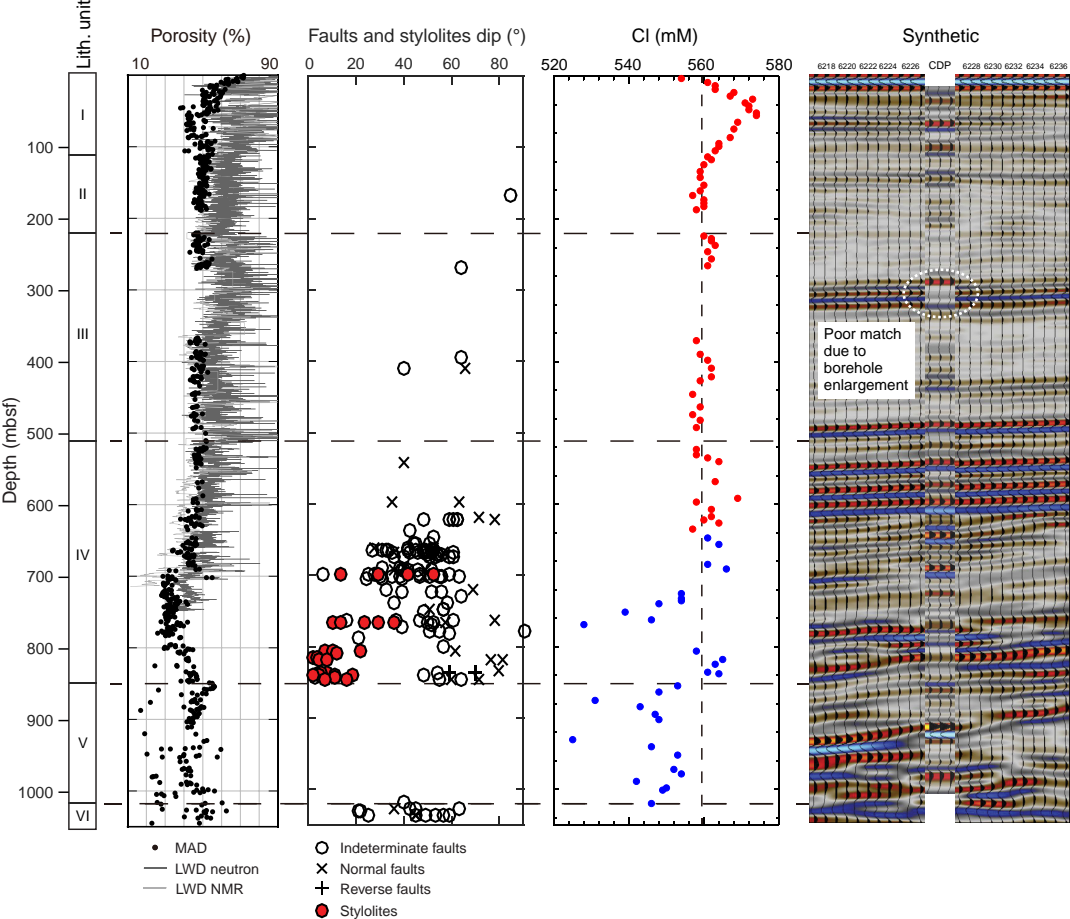 Lith. unit
Porosity (%)
Faults and stylolites dip (°)
Cl (mM)
Synthetic
10 90
0 20 40 60 80
520 540 560 580
6218 6220 6222 6224 6226 CDP 6228 6230 6232 6234 6236
Depth (mbsf)
I
100
II
200
300
III
400
500
600
IV
700
800
900
V
1000
VI
Poor match
due to
borehole
enlargement
MAD
LWD neutron
LWD NMR
Indeterminate faults
Normal faults
Reverse faults
Stylolites